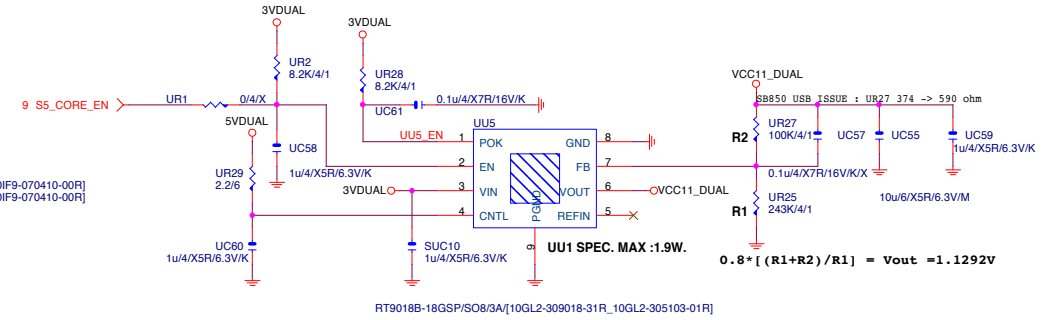 3VDUAL
3VDUAL
UR2
8.2K/4/1
UR28
8.2K/4/1
VCC11_DUAL
9 S5_CORE_EN
UR1
0/4/X
UC61
0.1u/4/X7R/16V/K
SB850 USB ISSUE : UR27 374 -> 590 ohm
5VDUAL
UU5
UR27
100K/4/1
R2
UC57
UC55
UC59
1u/4/X5R/6.3V/K
UU5_EN
1
POK
GND
8
UC58
1u/4/X5R/6.3V/K
2
EN
FB
7
0.1u/4/X7R/16V/K/X
UR29
2.2/6
0IF9-070410-00R]
0IF9-070410-00R]
3VDUAL
3
VIN
VOUT
6
VCC11_DUAL
10u/6/X5R/6.3V/M
4
CNTL
REFIN
5
PGND
9
UR25
243K/4/1
R1
UC60
1u/4/X5R/6.3V/K
SUC10
1u/4/X5R/6.3V/K
UU1 SPEC. MAX :1.9W.
0.8*[(R1+R2)/R1] = Vout =1.1292V
RT9018B-18GSP/SO8/3A/[10GL2-309018-31R_10GL2-305103-01R]